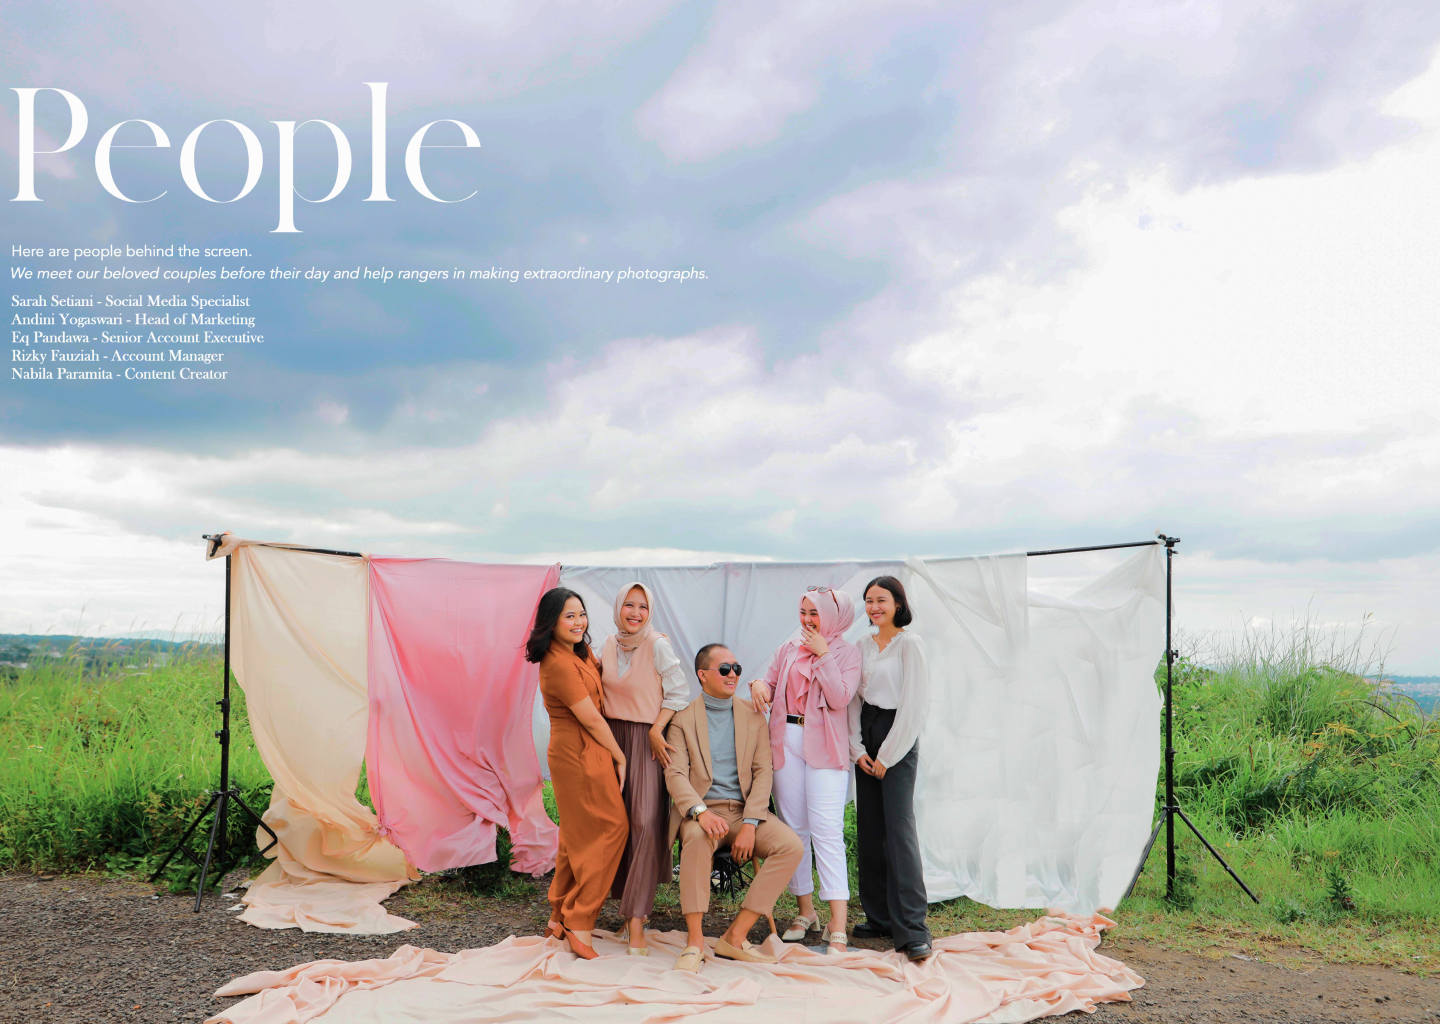 People
Here are people behind the screen.
We meet our beloved couples before their day and help rangers in making extraordinary photographs.
Sarah Setiani - Social Media Specialist
Andini Yogaswari - Head of Marketing
Eq Pandawa - Senior Account Executive
Rizky Fauziah - Account Manager
Nabila Paramita - Content Creator